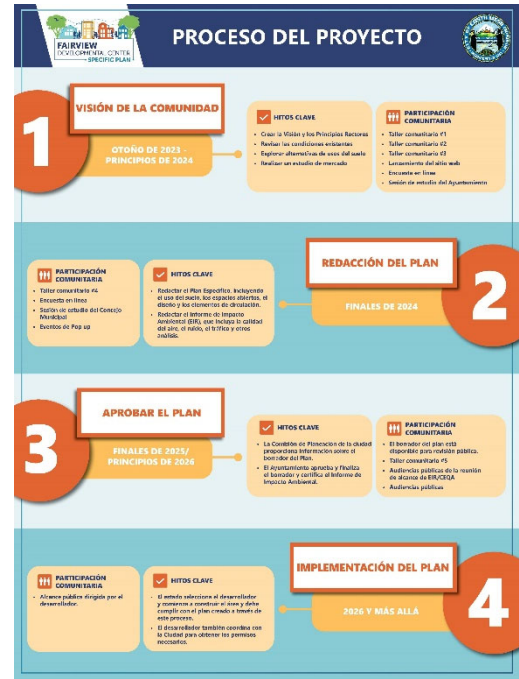 FAIRVIEW
DEVELOPMENTAL CENTER
SPECIFIC PLAN
PROCESO DEL PROYECTO
1
VISIÓN DE LA COMUNIDAD
OTOÑO DE 2023 -
PRINCIPIOS DE 2024
HITOS CLAVE
• Crear la Visión y los Principios Rectores
• Revisar las condiciones existentes
• Explorar alternativas de usos del suelo
• Realizar un estudio de mercado
PARTICIPACIÓN
COMUNITARIA
• Taller comunitario #1
• Taller comunitario #2
• Taller comunitario #3
• Lanzamiento del sitio web
• Encuesta en línea
• Sesión de estudio del Ayuntamiento
2
REDACCIÓN DEL PLAN
FINALES DE 2024
PARTICIPACIÓN
COMUNITARIA
• Taller comunitario #4
• Encuesta en línea
• Sesión de estudio del Concejo
Municipal
• Eventos de Pop up
HITOS CLAVE
• Redactar el Plan Específico, incluyendo
el uso del suelo, los espacios abiertos, el
diseño y los elementos de circulación.
• Redactar el Informe de Impacto
Ambiental (EIR), que incluya la calidad
del aire, el ruido, el tráfico y otros
análisis.
3
APROBAR EL PLAN
FINALES DE 2025/
PRINCIPIOS DE 2026
HITOS CLAVE
• La Comisión de Planeación de la ciudad
proporciona información sobre el
borrador del Plan.
• El Ayuntamiento aprueba y finaliza
el borrador y certifica el Informe de
Impacto Ambiental.
PARTICIPACIÓN
COMUNITARIA
• El borrador del plan está
disponible para revisión pública.
• Taller comunitario #5
• Audiencias públicas de la reunión
de alcance de EIR/CEQA
• Audiencias públicas
4
IMPLEMENTACIÓN DEL PLAN
2026 Y MÁS ALLÁ
PARTICIPACIÓN
COMUNITARIA
• Alcance público dirigido por el
desarrollador.
HITOS CLAVE
• El estado selecciona el desarrollador
y comienza a construir el área y debe
cumplir con el plan creado a través de
este proceso.
• El desarrollador también coordina con
la Ciudad para obtener los permisos
necesarios.